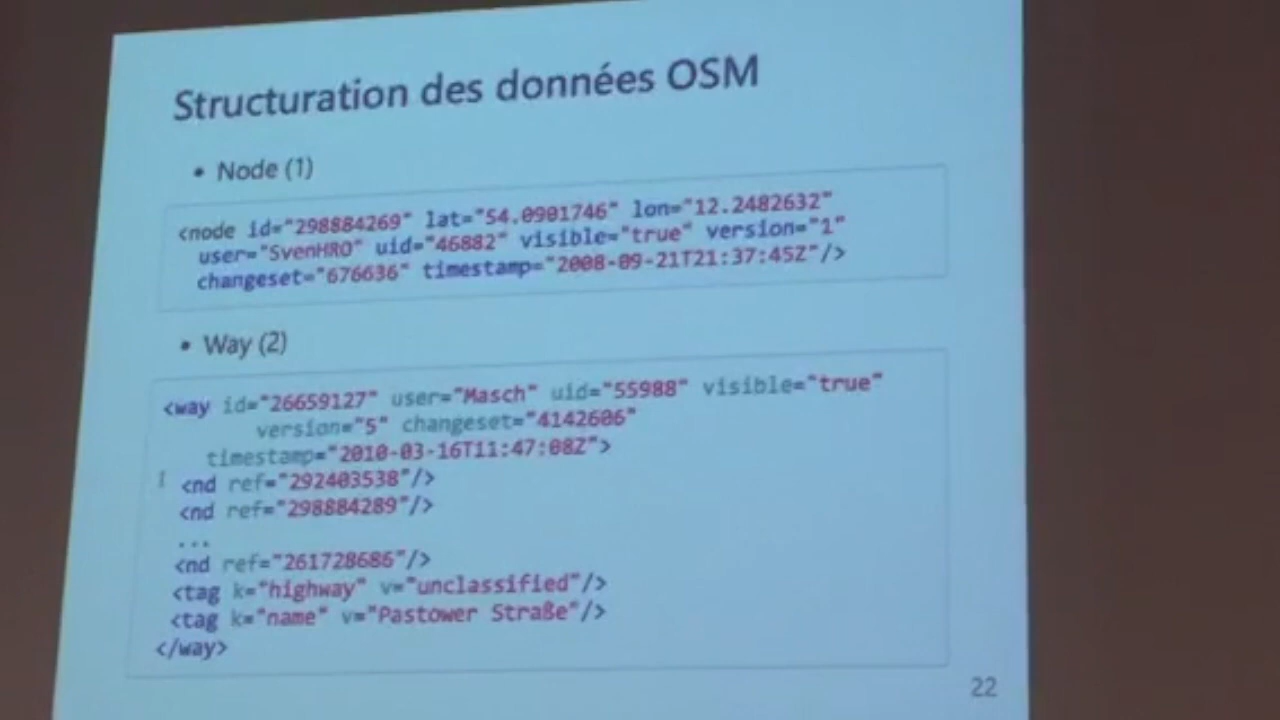 Structuration des données OSM
• Node (1)
<node id="298884269" lat="54.0901746" lon="12.2482632"
user="SvenHRO" uid="46882" visible="true" version="1"
changeset="676636" timestamp="2008-09-21T21:37:45Z"/>
• Way (2)
<way id="26659127" user="Masch" uid="55988" visible="true"
version="5" changeset="4142606"
timestamp="2010-03-16T11:47:08Z">
<nd ref="292403538"/>
<nd ref="298884289"/>
...
<nd ref="261728686"/>
<tag k="highway" v="unclassified"/>
<tag k="name" v="Pastower Straße"/>
</way>
22